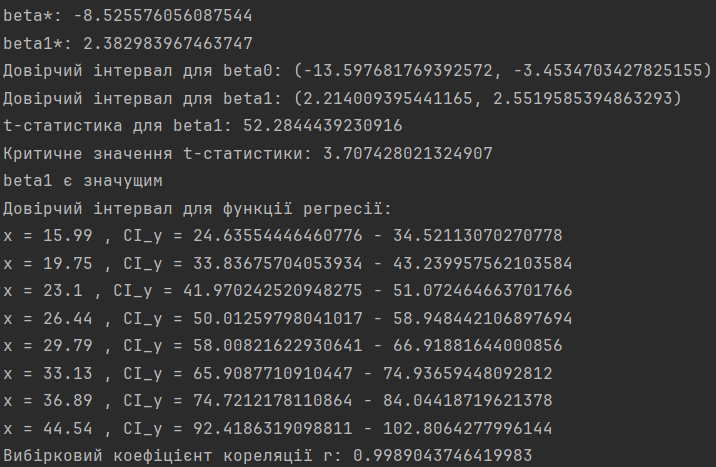 beta*: -8.525576056087544
beta1*: 2.382983967463747
Довірчий інтервал для beta0: (-13.597681769392572, -3.4534703427825155)
Довірчий інтервал для beta1: (2.214009395441165, 2.5519585394863293)
t-статистика для beta1: 52.2844439230916
Критичне значення t-статистики: 3.707428021324907
beta1 є значущим
Довірчий інтервал для функції регресії:
x = 15.99 , CI_y = 24.63554446460776 - 34.52113070270778
x = 19.75 , CI_y = 33.83675704053934 - 43.239957562103584
x = 23.1 , CI_y = 41.970242520948275 - 51.072464663701766
x = 26.44 , CI_y = 50.01259798041017 - 58.948442106897694
x = 29.79 , CI_y = 58.00821622930641 - 66.91881644000856
x = 33.13 , CI_y = 65.9087710910447 - 74.93659448092812
x = 36.89 , CI_y = 74.7212178110864 - 84.04418719621378
x = 44.54 , CI_y = 92.4186319098811 - 102.8064277996144
Вибірковий коефіцієнт кореляції r: 0.9989043746419983